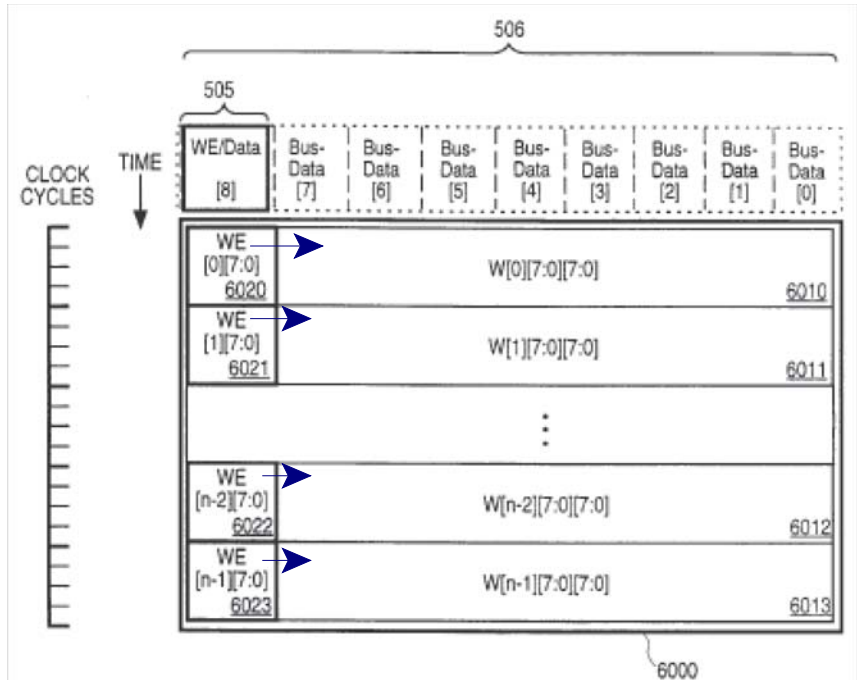 506
505
CLOCK
CYCLES
TIME
WE/Data
[8]
Bus-
Data
[7]
Bus-
Data
[6]
Bus-
Data
[5]
Bus-
Data
[4]
Bus-
Data
[3]
Bus-
Data
[2]
Bus-
Data
[1]
Bus-
Data
[0]
WE
[0][7:0]
6020
W[0][7:0][7:0]
6010
WE
[1][7:0]
6021
W[1][7:0][7:0]
6011
WE
[n-2][7:0]
6022
W[n-2][7:0][7:0]
6012
WE
[n-1][7:0]
6023
W[n-1][7:0][7:0]
6013
6000